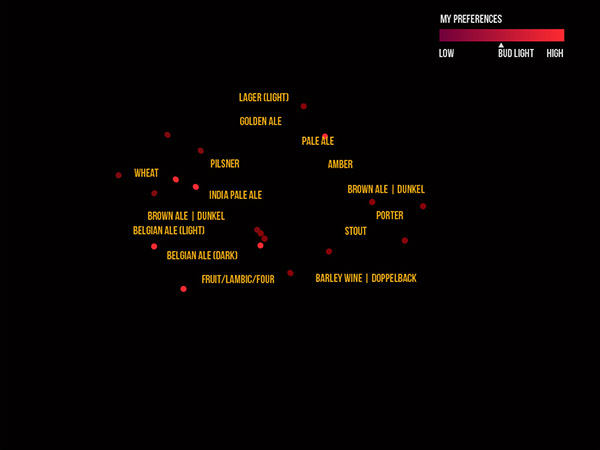 MY PREFERENCES
LOW
BUD LIGHT
HIGH
LAGER (LIGHT)
GOLDEN ALE
PALE ALE
PILSNER
AMBER
WHEAT
INDIA PALE ALE
BROWN ALE | DUNKEL
BROWN ALE | DUNKEL
PORTER
BELGIAN ALE (LIGHT)
STOUT
BELGIAN ALE (DARK)
FRUIT/LAMBIC/FOUR
BARLEY WINE | DOPPELBACK